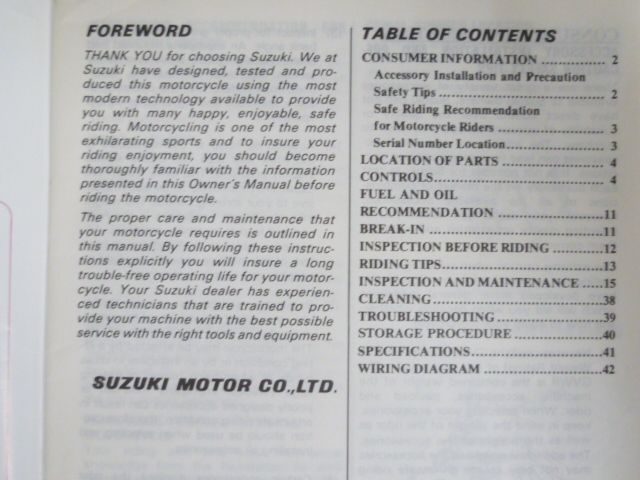 FOREWORD
THANK YOU for choosing Suzuki. We at
Suzuki have designed, tested and pro-
duced this motorcycle using the most
modern technology available to provide
you with many happy, enjoyable, safe
riding. Motorcycling is one of the most
exhilarating sports and to insure your
riding enjoyment, you should become
thoroughly familiar with the information
presented in this Owner's Manual before
riding the motorcycle.
The proper care and maintenance that
your motorcycle requires is outlined in
this manual. By following these instruc-
tions explicitly you will insure a long
trouble-free operating life for your motor-
cycle. Your Suzuki dealer has experien-
ced technicians that are trained to pro-
vide your machine with the best possible
service with the right tools and equipment.
SUZUKI MOTOR CO.,LTD.
TABLE OF CONTENTS
CONSUMER INFORMATION ............... 2
Accessory Installation and Precaution
Safety Tips ........................................ 2
Safe Riding Recommendation
for Motorcycle Riders ........................ 3
Serial Number Location...................... 3
LOCATION OF PARTS ........................ 4
CONTROLS.......................................... 4
FUEL AND OIL
RECOMMENDATION ..........................11
BREAK-IN ...........................................11
INSPECTION BEFORE RIDING ..........12
RIDING TIPS........................................13
INSPECTION AND MAINTENANCE .....15
CLEANING...........................................38
TROUBLESHOOTING .........................39
STORAGE PROCEDURE .....................40
SPECIFICATIONS................................41
WIRING DIAGRAM .............................42